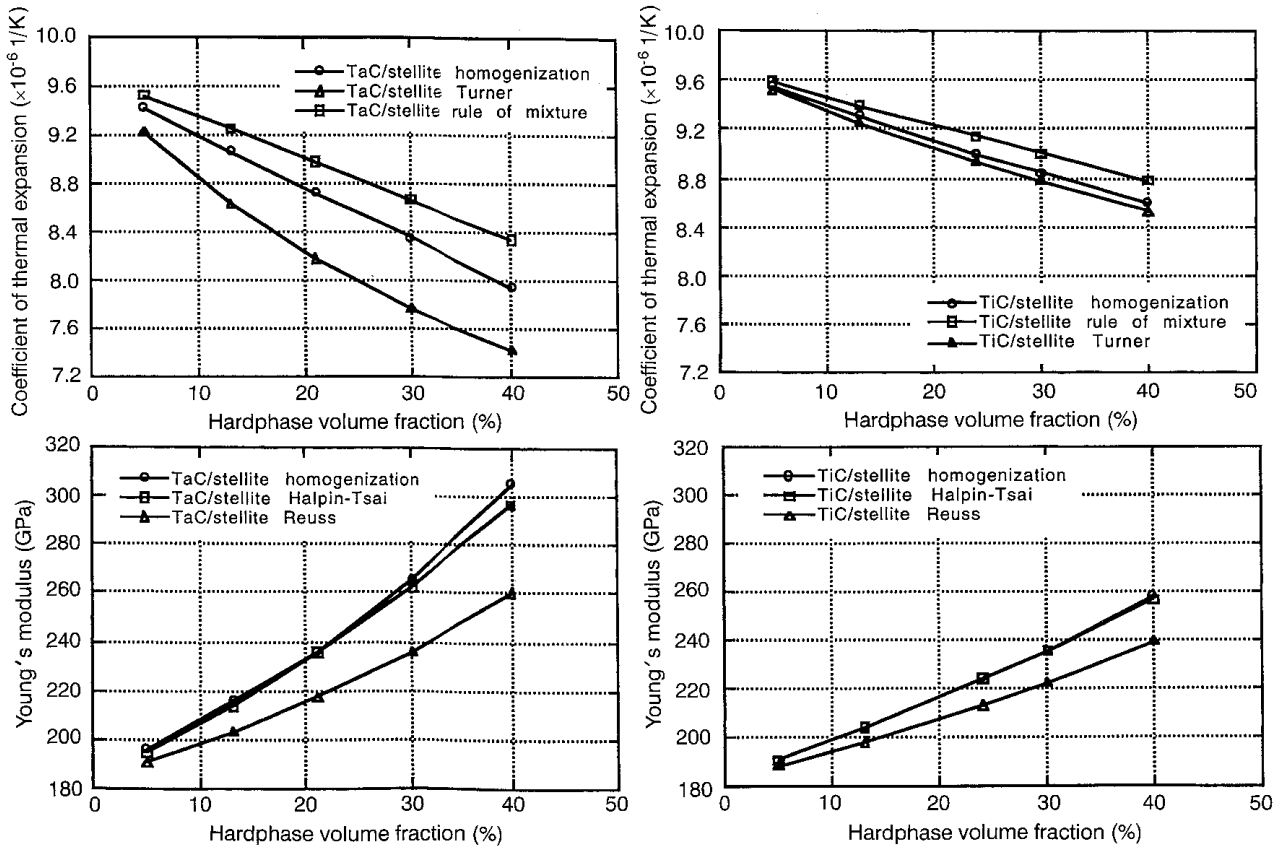 Coefficient of thermal expansion (×10⁻⁶ 1/K)
10.0
9.6
9.2
8.8
8.4
8.0
7.6
7.2
TaC/stellite homogenization
TaC/stellite Turner
TaC/stellite rule of mixture
0 10 20 30 40 50
Hardphase volume fraction (%)
Coefficient of thermal expansion (×10⁻⁶ 1/K)
10.0
9.6
9.2
8.8
8.4
8.0
7.6
7.2
TiC/stellite homogenization
TiC/stellite rule of mixture
TiC/stellite Turner
0 10 20 30 40 50
Hardphase volume fraction (%)
Young′s modulus (GPa)
320
300
280
260
240
220
200
180
TaC/stellite homogenization
TaC/stellite Halpin-Tsai
TaC/stellite Reuss
0 10 20 30 40 50
Hardphase volume fraction (%)
Young′s modulus (GPa)
320
300
280
260
240
220
200
180
TiC/stellite homogenization
TiC/stellite Halpin-Tsai
TiC/stellite Reuss
0 10 20 30 40 50
Hardphase volume fraction (%)